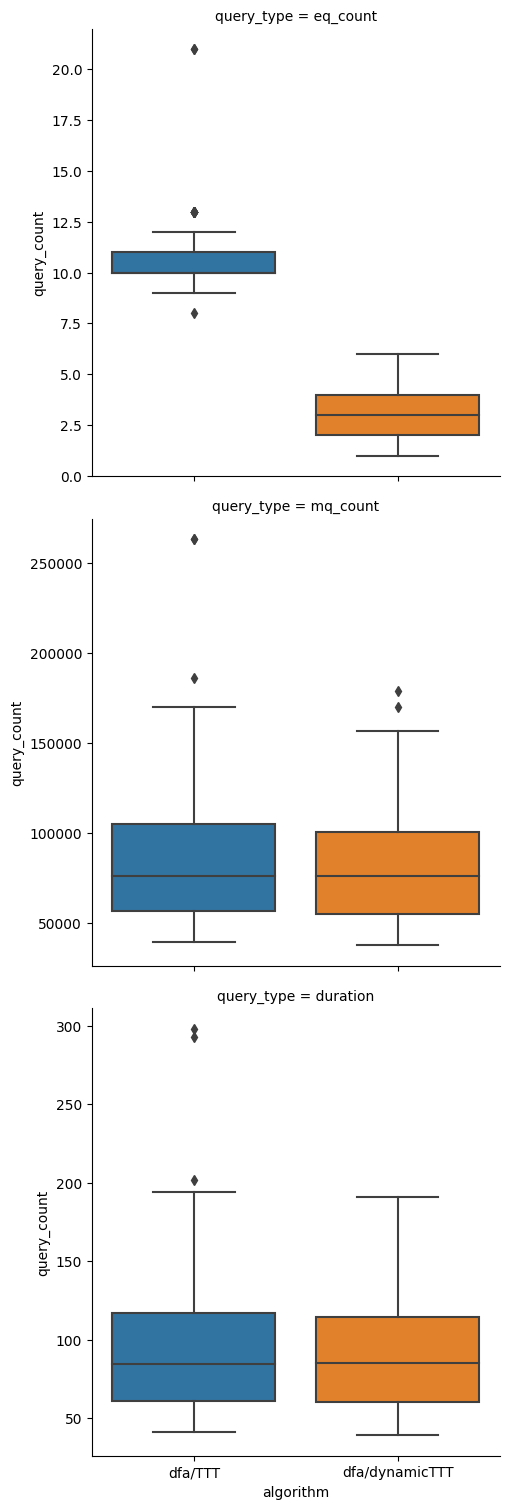 query_type = eq_count
20.0
17.5
15.0
12.5
10.0
7.5
5.0
2.5
0.0
query_count
query_type = mq_count
250000
200000
150000
100000
50000
query_count
query_type = duration
300
250
200
150
100
50
query_count
dfa/TTT dfa/dynamicTTT
algorithm